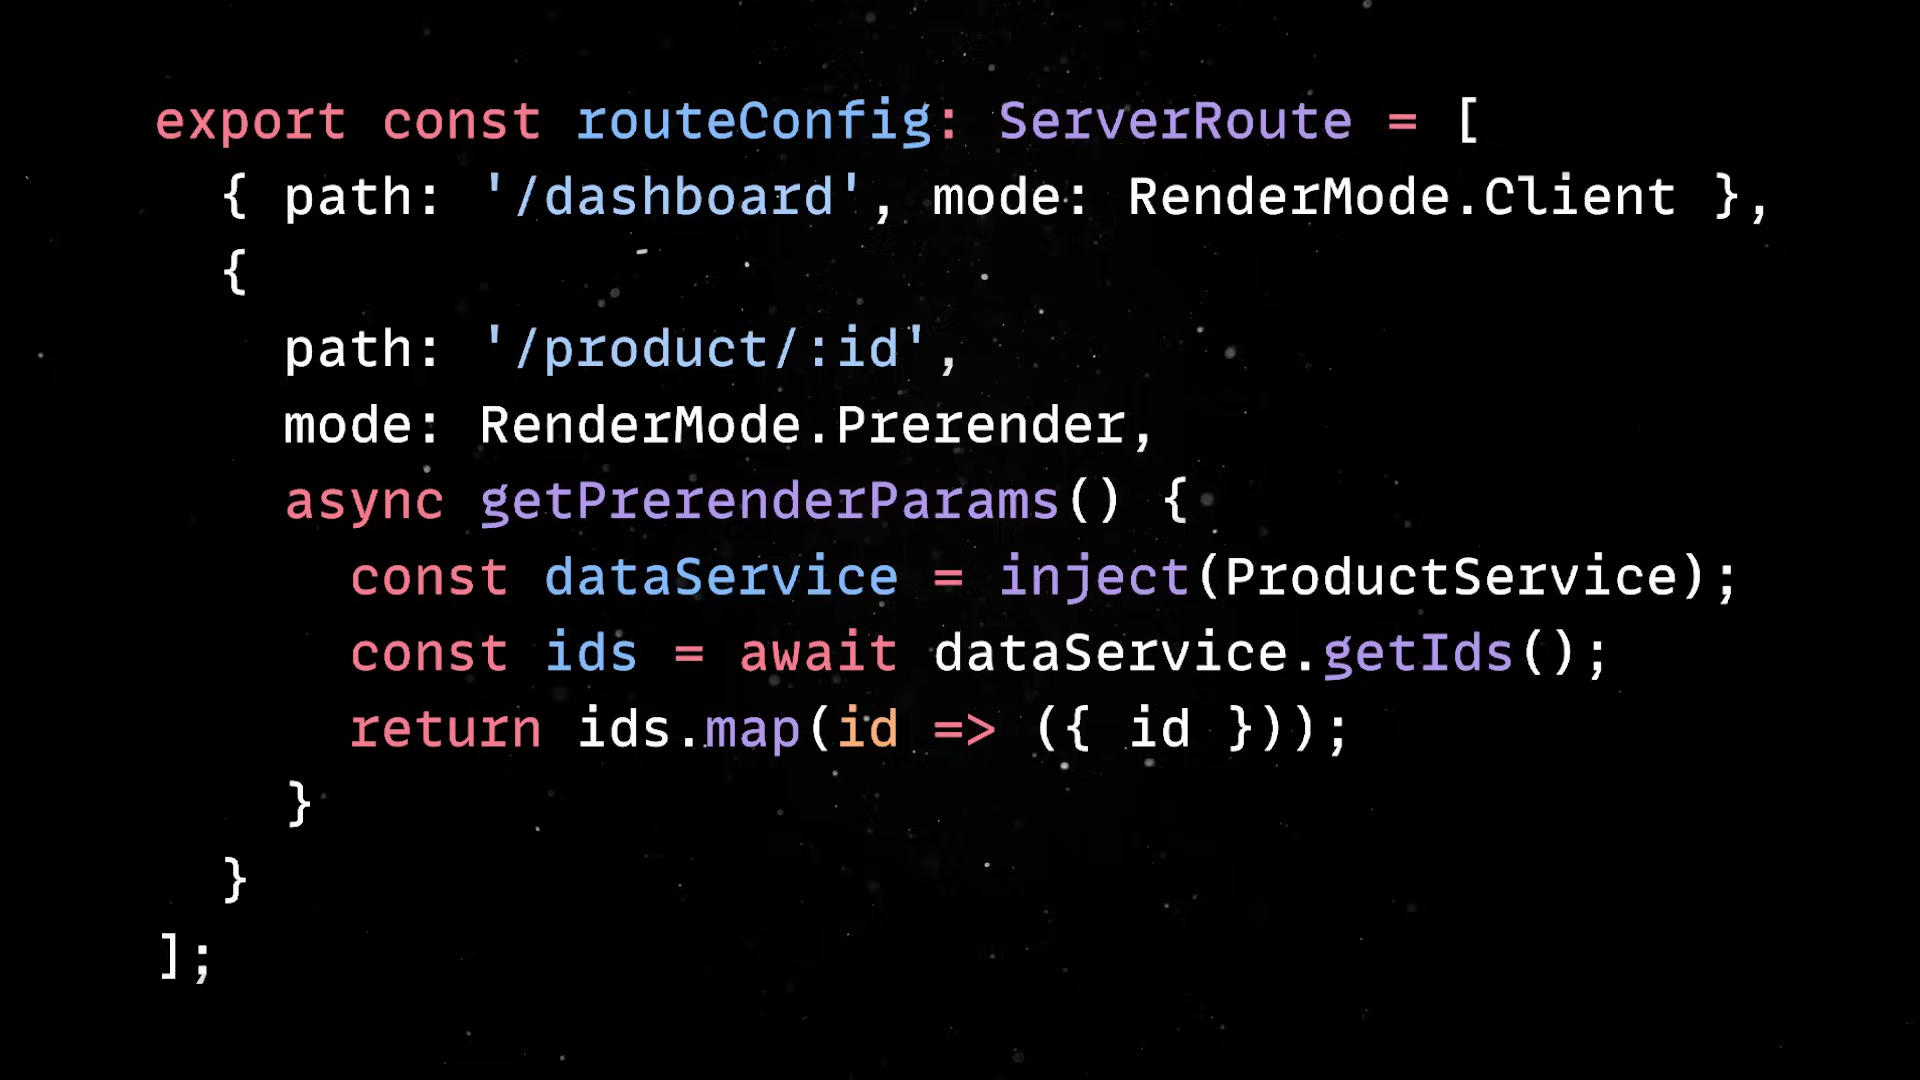 export const routeConfig: ServerRoute = [
{ path: '/dashboard', mode: RenderMode.Client },
{
path: '/product/:id',
mode: RenderMode.Prerender,
async getPrerenderParams() {
const dataService = inject(ProductService);
const ids = await dataService.getIds();
return ids.map(id => ({ id }));
}
}
];